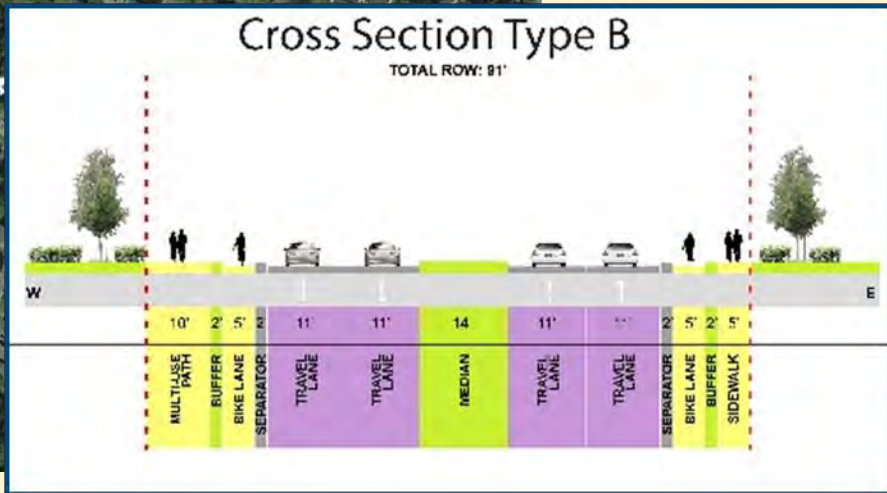 Cross Section Type B
TOTAL ROW: 91'
W
E
10' 2' 5' 2 11' 11' 14 11' 11' 2' 5' 2' 5'
MULTI-USE PATH
BUFFER
BIKE LANE
SEPARATOR
TRAVEL LANE
TRAVEL LANE
MEDIAN
TRAVEL LANE
TRAVEL LANE
SEPARATOR
BIKE LANE
BUFFER
SIDEWALK